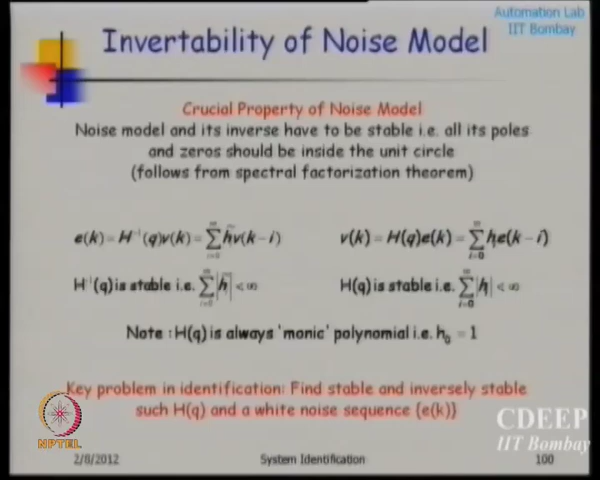 Automation Lab
IIT Bombay
Invertability of Noise Model
Crucial Property of Noise Model
Noise model and its inverse have to be stable i.e. all its poles
and zeros should be inside the unit circle
(follows from spectral factorization theorem)
e(k) = H⁻¹(q)v(k) = ∑_{i=0}^{∞} h̃v(k − i)
v(k) = H(q)e(k) = ∑_{i=0}^{∞} hᵢe(k − i)
H⁻¹(q) is stable i.e. ∑_{i=0}^{∞} |h̃| < ∞
H(q) is stable i.e. ∑_{i=0}^{∞} |hᵢ| < ∞
Note : H(q) is always 'monic' polynomial i.e. h₀ = 1
Key problem in identification: Find stable and inversely stable
such H(q) and a white noise sequence {e(k)}
NPTEL
CDEEP
IIT Bombay
2/8/2012
System Identification
100